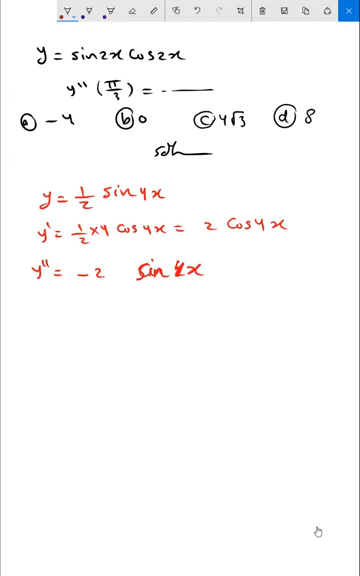 y = sin2x cos2x
y'' (π/3) = ———
ⓐ -4 ⓑ 0 ⓒ 4√3 ⓓ 8
soln
y = 1/2 sin 4x
y' = 1/2 × 4 cos 4x = 2 cos 4x
y'' = -2 sin 4x